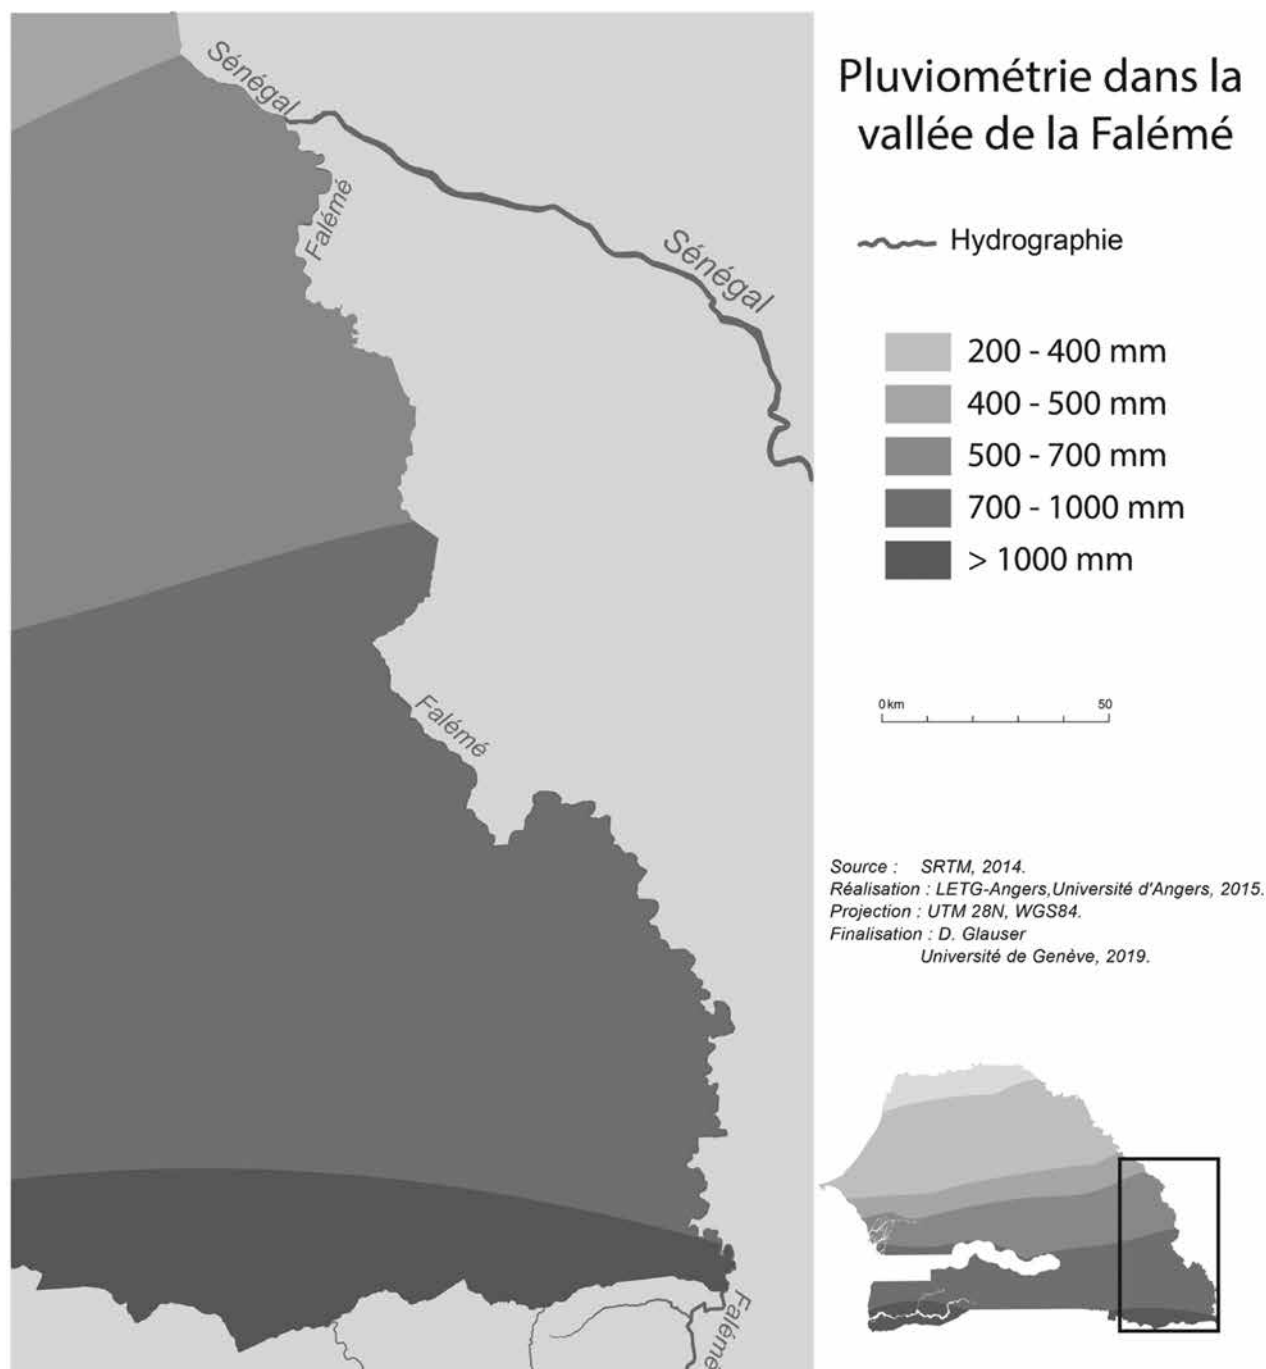 Pluviométrie dans la
vallée de la Falémé
Hydrographie
200 - 400 mm
400 - 500 mm
500 - 700 mm
700 - 1000 mm
> 1000 mm
0 km 50
Source : SRTM, 2014.
Réalisation : LETG-Angers,Université d'Angers, 2015.
Projection : UTM 28N, WGS84.
Finalisation : D. Glauser
Université de Genève, 2019.
Sénégal
Falémé
Sénégal
Falémé
Falémé